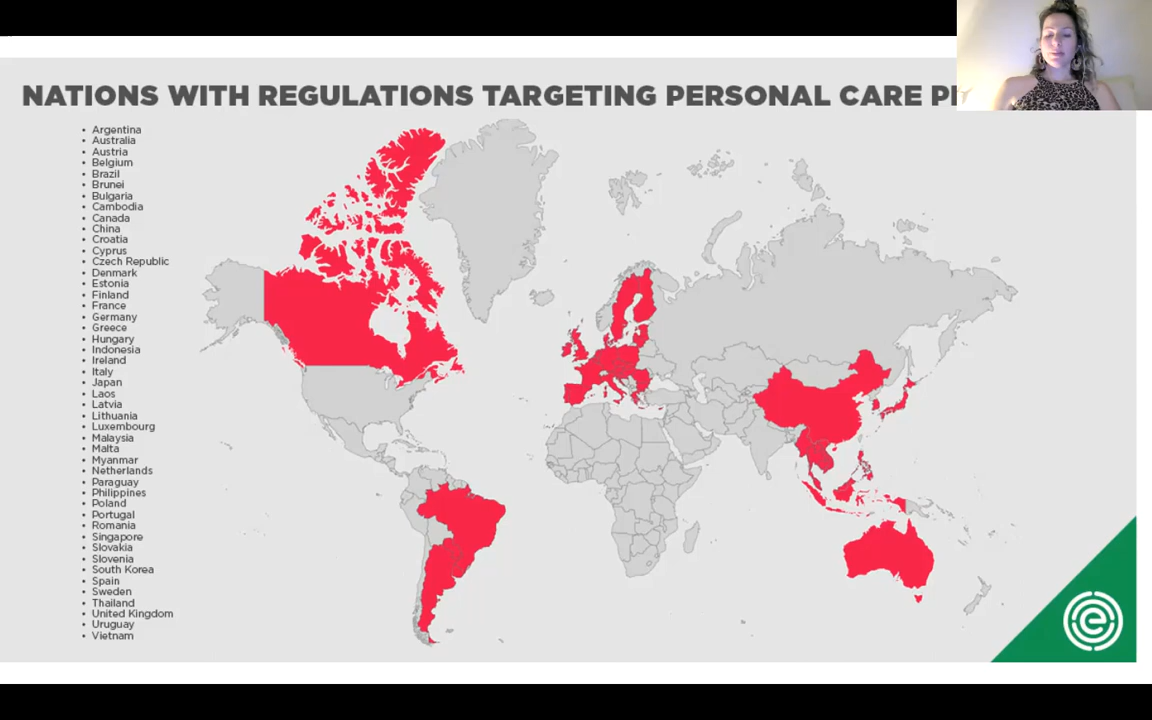 NATIONS WITH REGULATIONS TARGETING PERSONAL CARE
• Argentina
• Australia
• Austria
• Belgium
• Brazil
• Brunei
• Bulgaria
• Cambodia
• Canada
• China
• Croatia
• Cyprus
• Czech Republic
• Denmark
• Estonia
• Finland
• France
• Germany
• Greece
• Hungary
• Indonesia
• Ireland
• Italy
• Japan
• Laos
• Latvia
• Lithuania
• Luxembourg
• Malaysia
• Malta
• Myanmar
• Netherlands
• Paraguay
• Philippines
• Poland
• Portugal
• Romania
• Singapore
• Slovakia
• Slovenia
• South Korea
• Spain
• Sweden
• Thailand
• United Kingdom
• Uruguay
• Vietnam